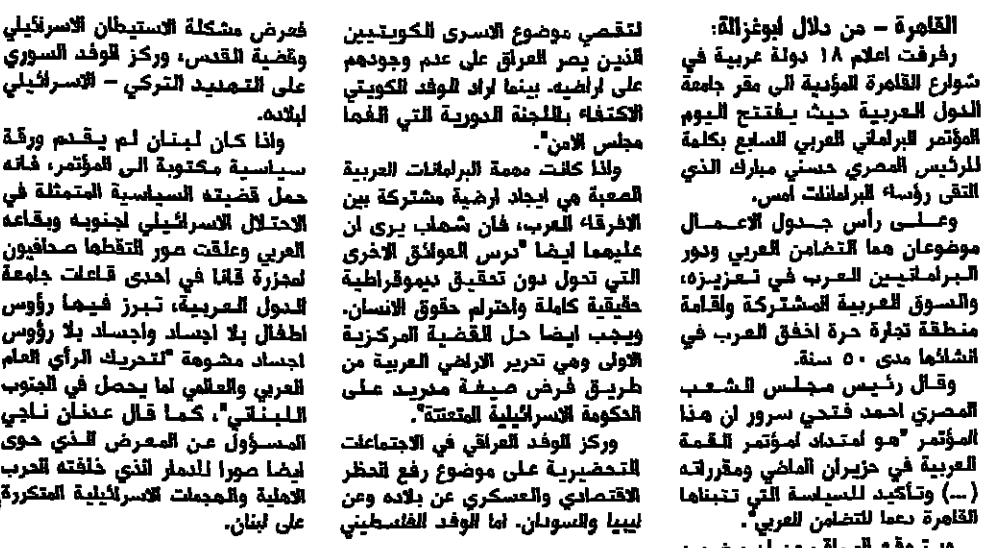 القاهرة – من دلال ابوغزالة:
رفرفت اعلام ١٨ دولة عربية في
شوارع القاهرة المؤدية الى مقر جامعة
الدول العربية حيث يفتتح اليوم
المؤتمر البرلماني العربي السابع بكلمة
للرئيس المصري حسني مبارك الذي
التقى رؤساء البرلمانات امس.
وعلى رأس جدول الاعمال
موضوعان هما التضامن العربي ودور
البرلمانيين العرب في تعزيزه،
والسوق العربية المشتركة واقامة
منطقة تجارة حرة اخفق العرب في
انشائها مدى ٥٠ سنة.
وقال رئيس مجلس الشعب
المصري احمد فتحي سرور ان هذا
المؤتمر "هو امتداد لمؤتمر القمة
العربية في حزيران الماضي ومقرراته
(...) وتأكيد للسياسة التي تتبناها
القاهرة دعما للتضامن العربي".
لتقصي موضوع الاسرى الكويتيين
الذين يصر العراق على عدم وجودهم
على اراضيه. بينما اراد الوفد الكويتي
الاكتفاء باللجنة الدورية التي الفها
مجلس الامن".
واذا كانت مهمة البرلمانات العربية
الصعبة هي ايجاد ارضية مشتركة بين
الافرقاء العرب، فان شهاب يرى ان
عليهما ايضا "درس العوائق الاخرى
التي تحول دون تحقيق ديموقراطية
حقيقية كاملة واحترام حقوق الانسان.
ويجب ايضا حل القضية المركزية
الاولى وهي تحرير الاراضي العربية من
طريق فرض صيغة مدريد على
الحكومة الاسرائيلية المتعنتة".
وركز الوفد العراقي في الاجتماعات
التحضيرية على موضوع رفع الحظر
الاقتصادي والعسكري عن بلاده وعن
ليبيا والسودان. اما الوفد الفلسطيني
فعرض مشكلة الاستيطان الاسرائيلي
وقضية القدس، وركز الوفد السوري
على التهديد التركي – الاسرائيلي
لبلاده.
واذا كان لبنان لم يقدم ورقة
سياسية مكتوبة الى المؤتمر، فانه
حمل قضيته السياسية المتمثلة في
الاحتلال الاسرائيلي لجنوبه وبقاعه
الغربي وعلقت صور التقطها صحافيون
لمجزرة قانا في احدى قاعات جامعة
الدول العربية، تبرز فيها رؤوس
اطفال بلا اجساد واجساد بلا رؤوس
اجساد مشوهة "لتحريك الرأي العام
العربي والعالمي لما يحصل في الجنوب
اللبناني"، كما قال عدنان ناجي
المسؤول عن المعرض الذي حوى
ايضا صورا للدمار الذي خلفته الحرب
الاهلية والهجمات الاسرائيلية المتكررة
على لبنان.